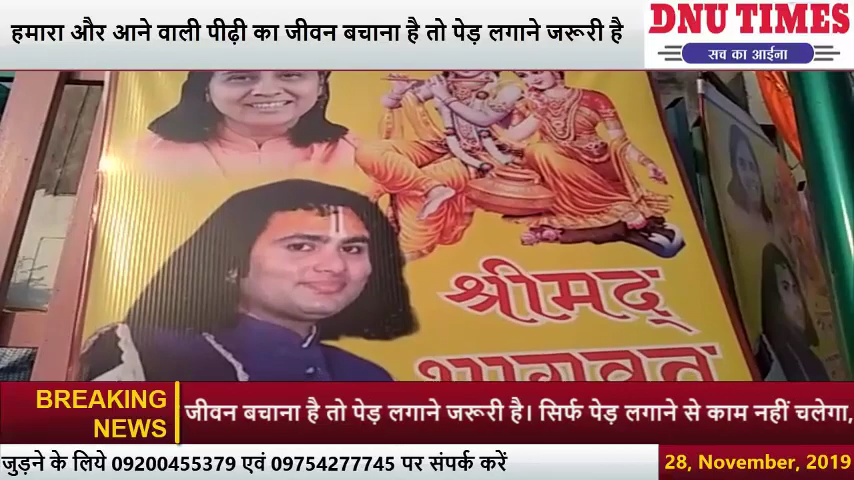 हमारा और आने वाली पीढ़ी का जीवन बचाना है तो पेड़ लगाने जरूरी है
DNU TIMES
सच का आईना
श्रीमद्
भागवत
BREAKING
NEWS
जीवन बचाना है तो पेड़ लगाने जरूरी है। सिर्फ पेड़ लगाने से काम नहीं चलेगा,
जुड़ने के लिये 09200455379 एवं 09754277745 पर संपर्क करें
28, November, 2019